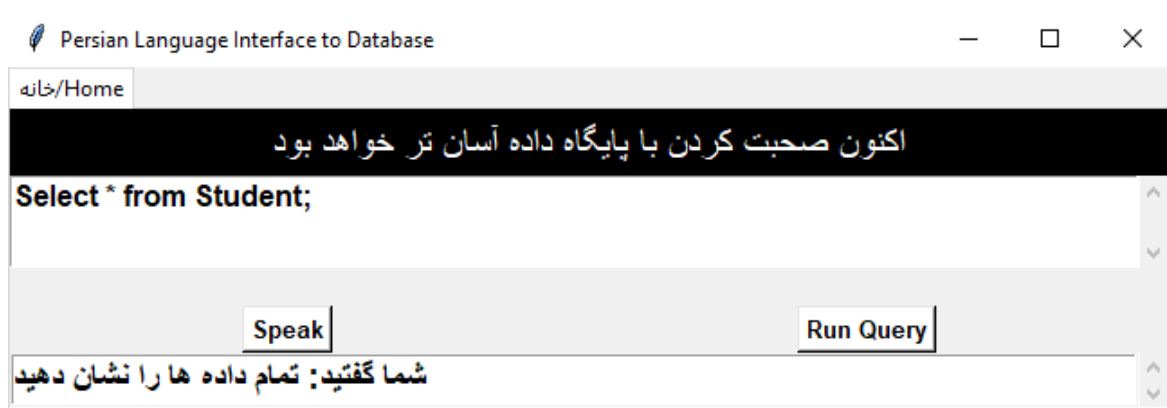 Persian Language Interface to Database
خانه/Home
اکنون صحبت کردن با پایگاه داده آسان تر خواهد بود
Select * from Student;
Speak
Run Query
شما گفتید: تمام داده ها را نشان دهید